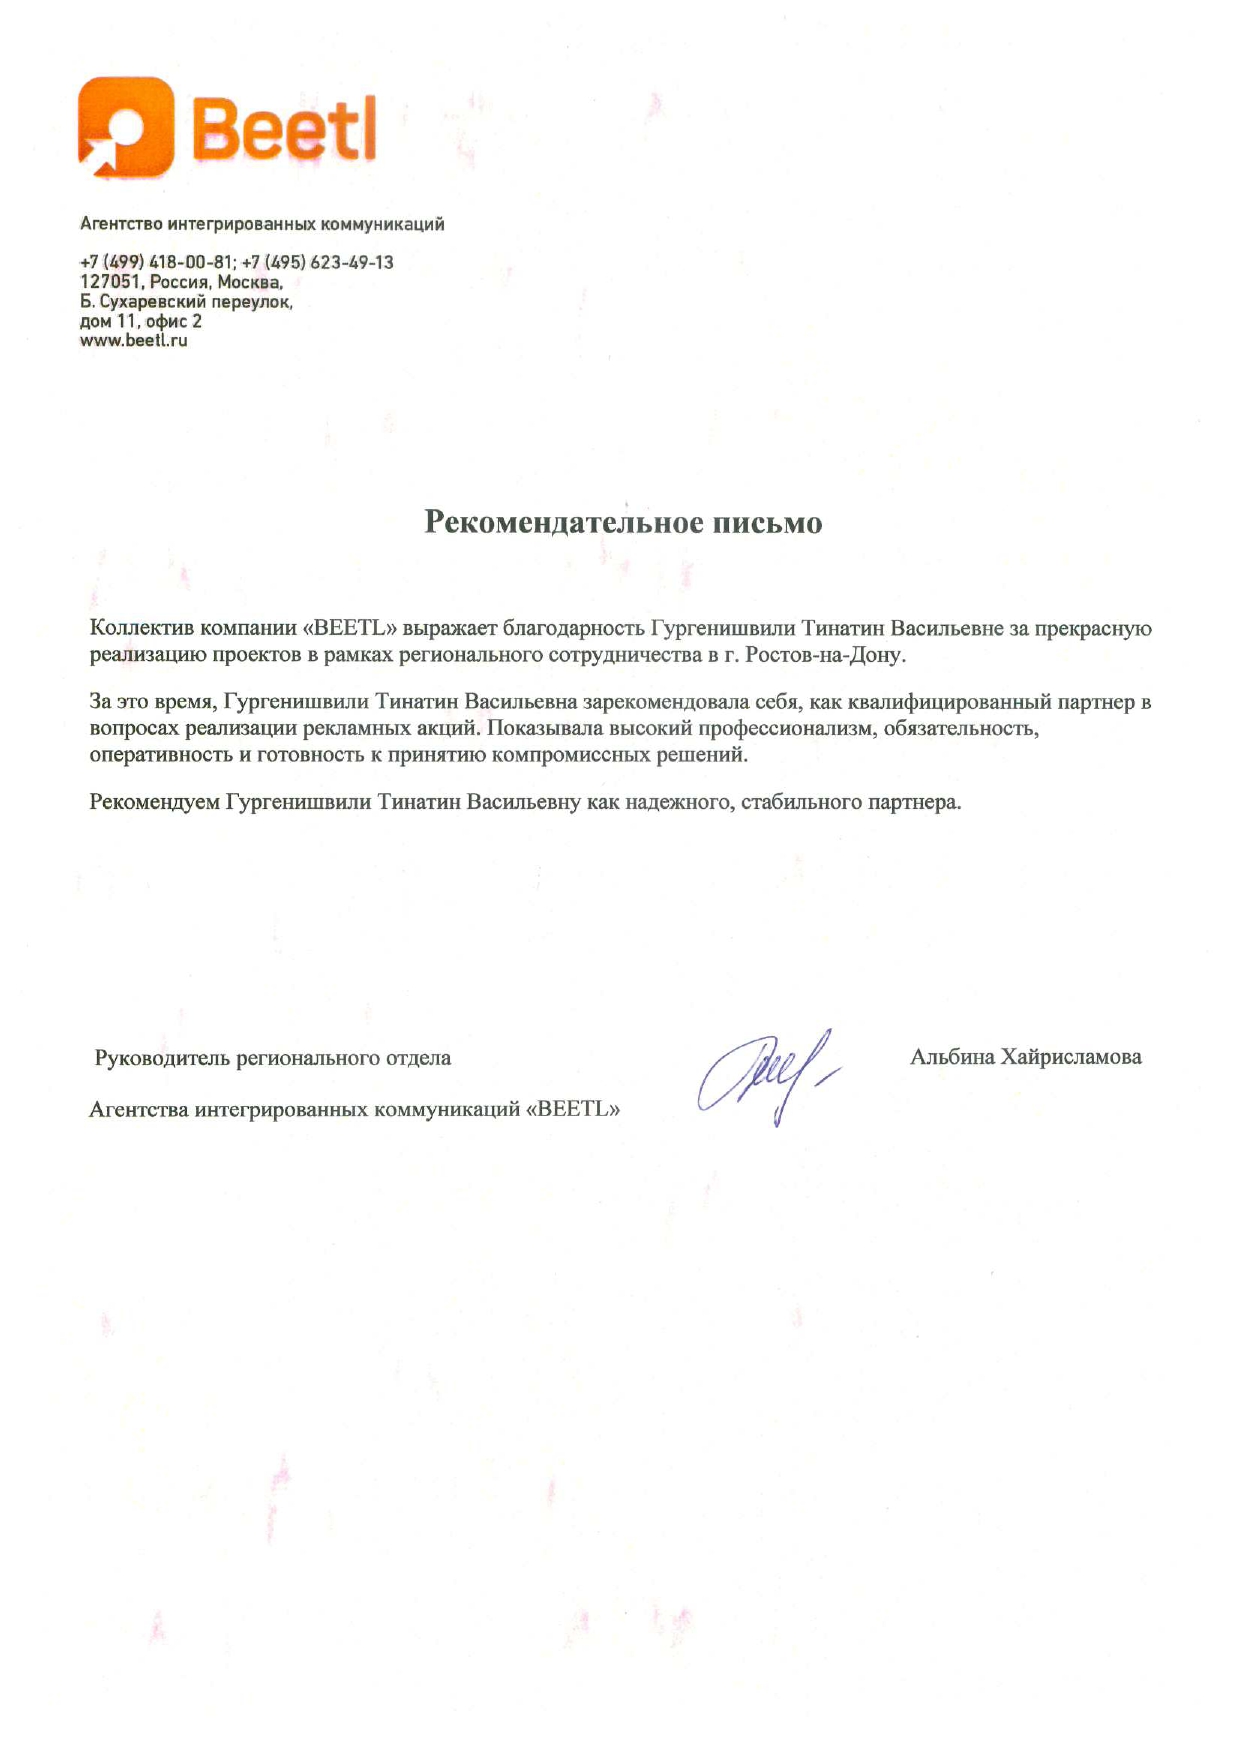 Beetl
Агентство интегрированных коммуникаций
+7 (499) 418-00-81; +7 (495) 623-49-13
127051, Россия, Москва,
Б. Сухаревский переулок,
дом 11, офис 2
www.beetl.ru
Рекомендательное письмо
Коллектив компании «BEETL» выражает благодарность Гургенишвили Тинатин Васильевне за прекрасную
реализацию проектов в рамках регионального сотрудничества в г. Ростов-на-Дону.
За это время, Гургенишвили Тинатин Васильевна зарекомендовала себя, как квалифицированный партнер в
вопросах реализации рекламных акций. Показывала высокий профессионализм, обязательность,
оперативность и готовность к принятию компромиссных решений.
Рекомендуем Гургенишвили Тинатин Васильевну как надежного, стабильного партнера.
Руководитель регионального отдела
Альбина Хайрисламова
Агентства интегрированных коммуникаций «BEETL»